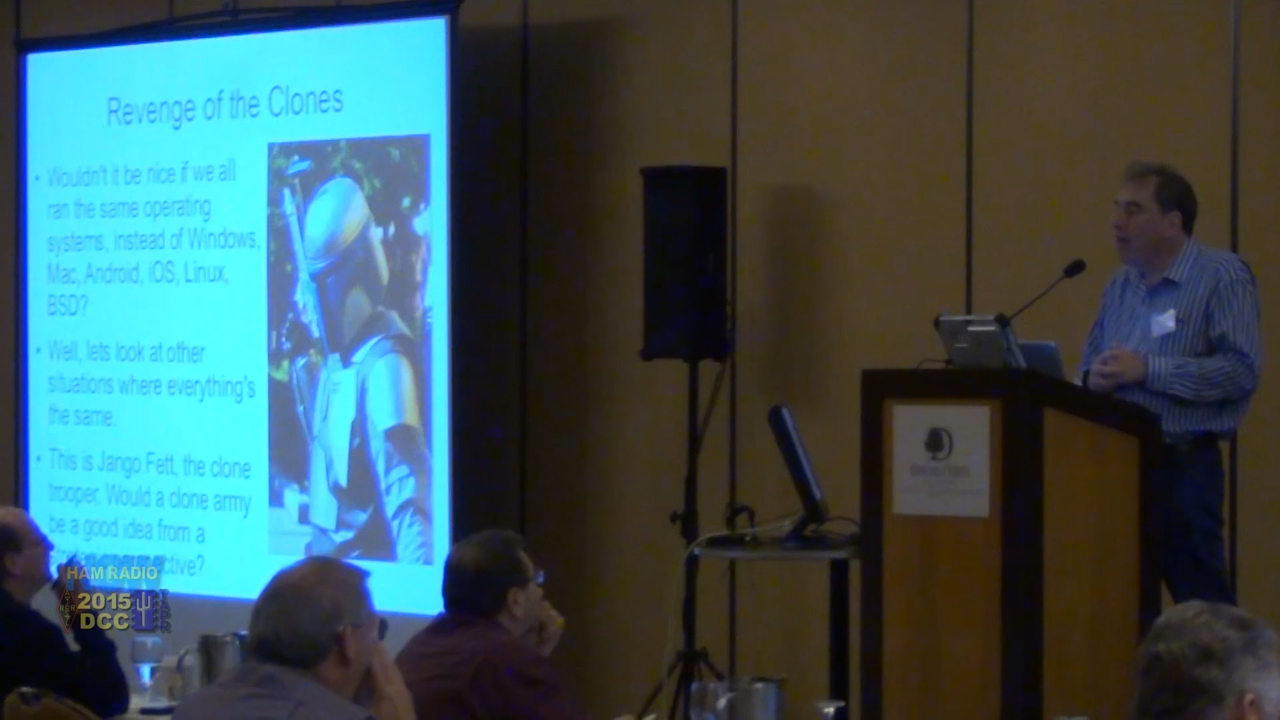 Revenge of the Clones
• Wouldn't it be nice if we all
ran the same operating
systems, instead of Windows,
Mac, Android, iOS, Linux,
BSD?
• Well, lets look at other
situations where everything's
the same.
• This is Jango Fett, the clone
trooper. Would a clone army
be a good idea from a
HAM RADIO
2015
DCC